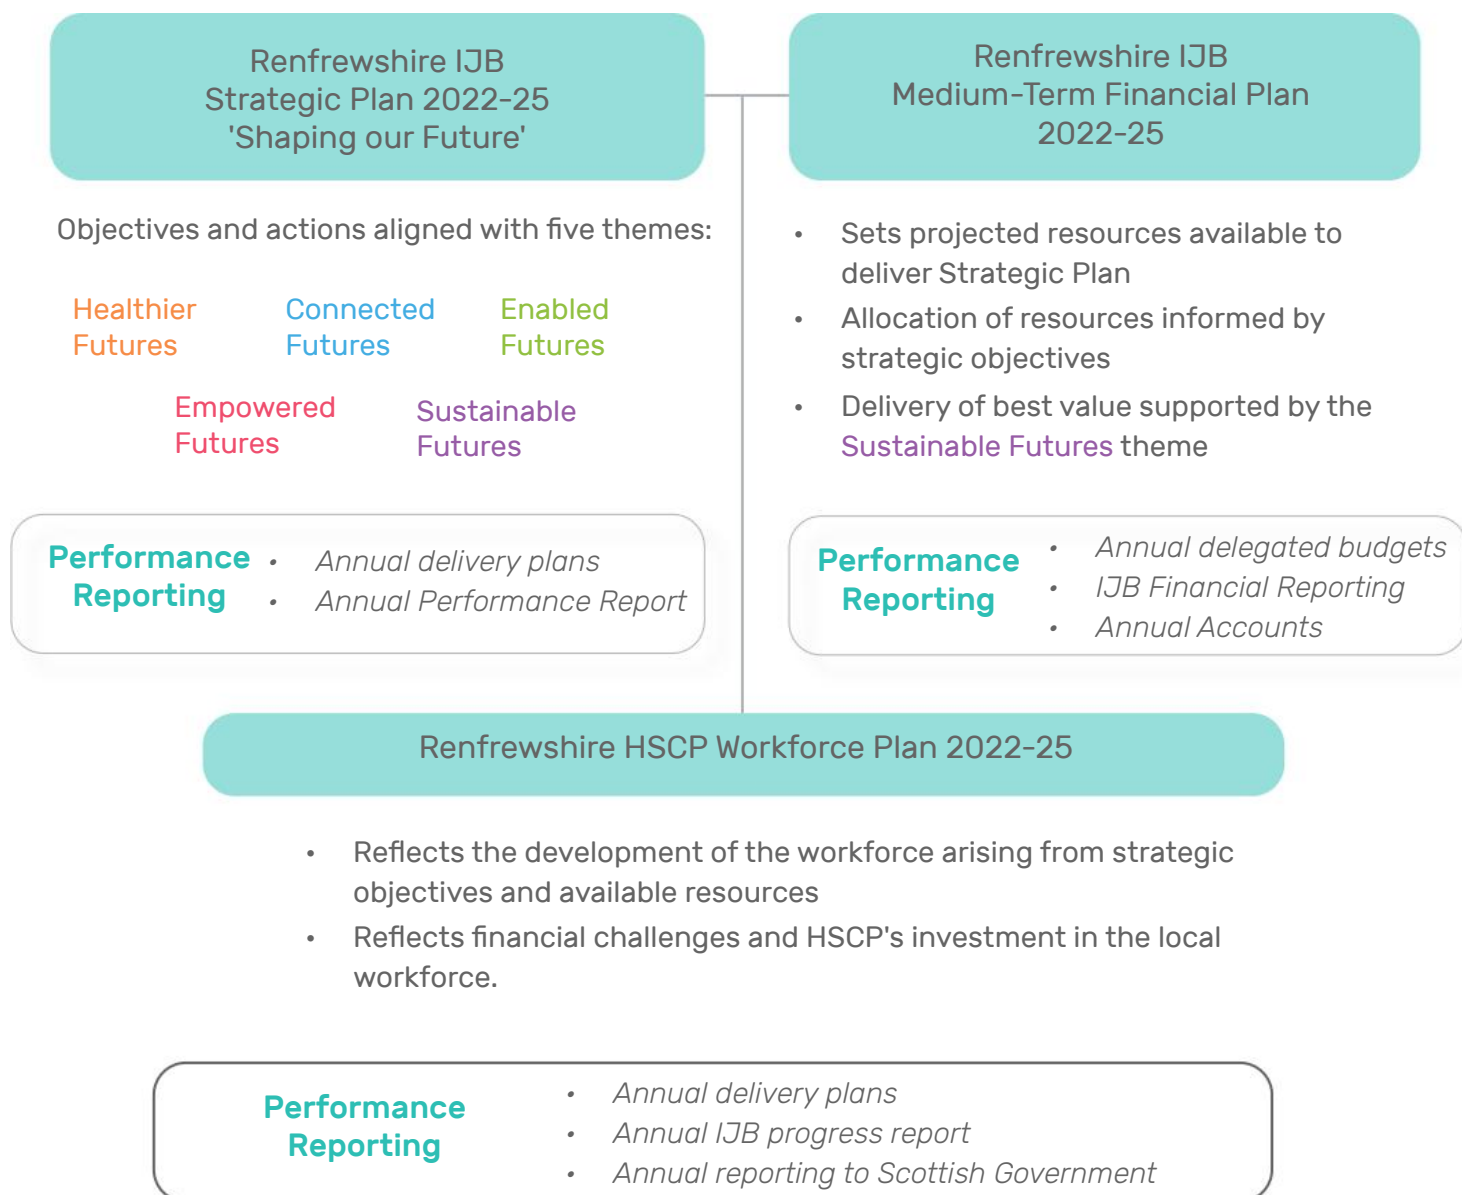 Renfrewshire IJB
Strategic Plan 2022-25
'Shaping our Future'
Objectives and actions aligned with five themes:
Healthier
Futures
Connected
Futures
Enabled
Futures
Empowered
Futures
Sustainable
Futures
Performance
Reporting
• Annual delivery plans
• Annual Performance Report
Renfrewshire IJB
Medium-Term Financial Plan
2022-25
• Sets projected resources available to
deliver Strategic Plan
• Allocation of resources informed by
strategic objectives
• Delivery of best value supported by the
Sustainable Futures theme
Performance
Reporting
• Annual delegated budgets
• IJB Financial Reporting
• Annual Accounts
Renfrewshire HSCP Workforce Plan 2022-25
• Reflects the development of the workforce arising from strategic
objectives and available resources
• Reflects financial challenges and HSCP's investment in the local
workforce.
Performance
Reporting
• Annual delivery plans
• Annual IJB progress report
• Annual reporting to Scottish Government